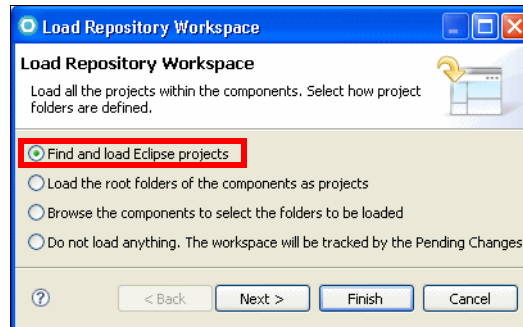 Load Repository Workspace
Load Repository Workspace
Load all the projects within the components. Select how project
folders are defined.
Find and load Eclipse projects
Load the root folders of the components as projects
Browse the components to select the folders to be loaded
Do not load anything. The workspace will be tracked by the Pending Changes
? < Back Next > Finish Cancel